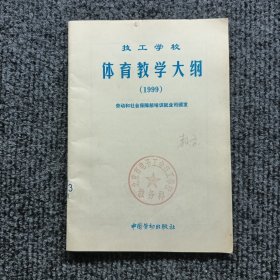 技工学校
体育教学大纲
(1999)
劳动和社会保障部培训就业司颁发
3
中国劳动出版社